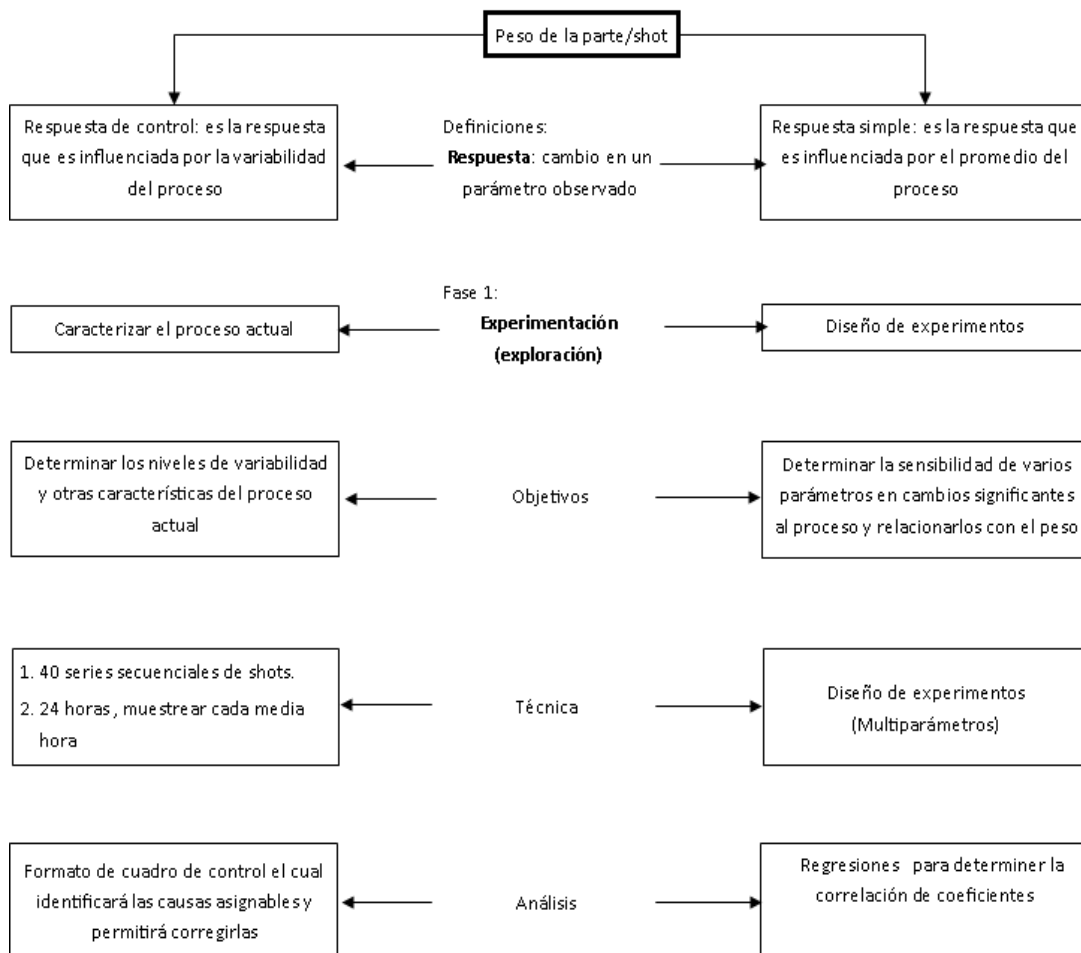 Peso de la parte/shot
Respuesta de control: es la respuesta
que es influenciada por la variabilidad
del proceso
Definiciones:
Respuesta: cambio en un
parámetro observado
Respuesta simple: es la respuesta que
es influenciada por el promedio del
proceso
Caracterizar el proceso actual
Fase 1:
Experimentación
(exploración)
Diseño de experimentos
Determinar los niveles de variabilidad
y otras características del proceso
actual
Objetivos
Determinar la sensibilidad de varios
parámetros en cambios significantes
al proceso y relacionarlos con el peso
1. 40 series secuenciales de shots.
2. 24 horas, muestrear cada media
hora
Técnica
Diseño de experimentos
(Multiparámetros)
Formato de cuadro de control el cual
identificará las causas asignables y
permitirá corregirlas
Análisis
Regresiones para determiner la
correlación de coeficientes